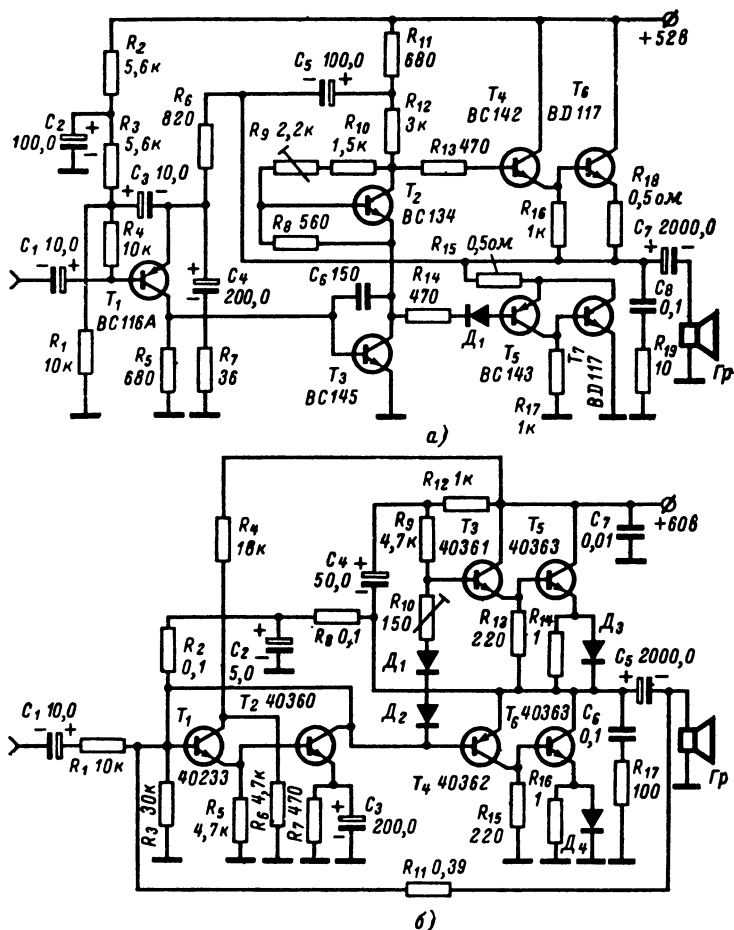 R2
5,6к
C2
100,0
R3
5,6к
C3 10,0
R4
10к
C1 10,0
T1
BC116A
R1
10к
R5
680
R6
820
C4
200,0
R7
36
C5
100,0
R9 2,2к
R10
1,5к
R8 560
C6 150
T2
BC134
T3
BC145
R11
680
R12
3к
R13 470
R14
470
Д1
T4
BC142
T6
BD117
R16
1к
R15
0,5ом
R18
0,5ом
T5
BC143
T7
BD117
R17
1к
C7 2000,0
C8
0,1
R19
10
Гр
+52В
а)
R4
18к
R2
0,1
C2
5,0
R8 0,1
C4
50,0
R12 1к
R9
4,7к
R10
150
Д1
Д2
T3
40361
T5
40363
R13
220
R14
1
Д3
C7
0,01
+60В
C5 2000,0
C1 10,0
R1 10к
T1
40233
T2 40360
R3 30к
R5
4,7к
R6 4,7к
R7 470
C3
200,0
T4 40362
T6 40363
R15
220
R16
1
Д4
C6
0,1
R17
100
Гр
R11 0,39
б)